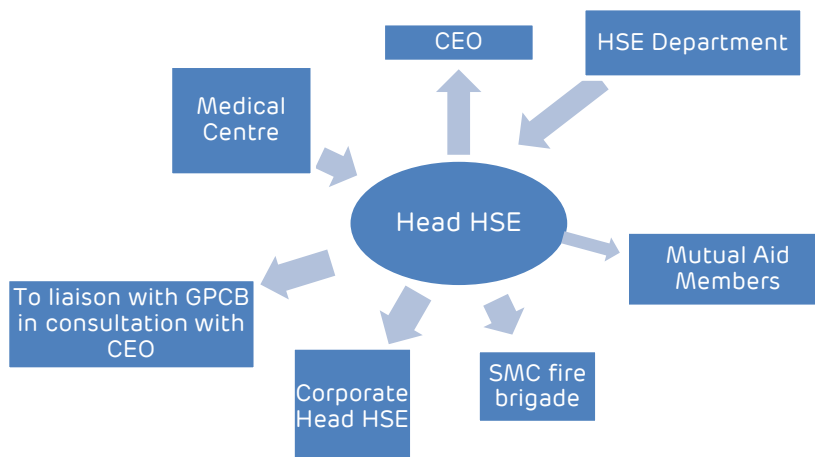 CEO
HSE Department
Medical
Centre
Head HSE
Mutual Aid
Members
To liaison with GPCB
in consultation with
CEO
Corporate
Head HSE
SMC fire
brigade